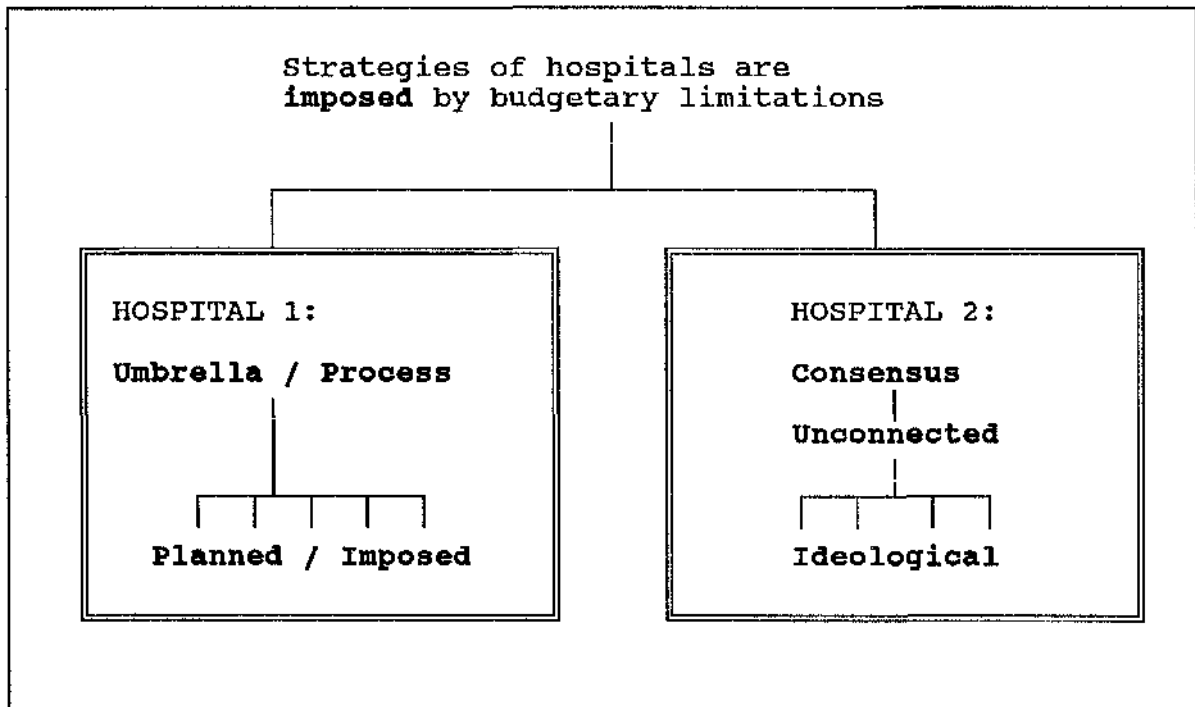 Strategies of hospitals are
imposed by budgetary limitations
HOSPITAL 1:
Umbrella / Process
Planned / Imposed
HOSPITAL 2:
Consensus
Unconnected
Ideological